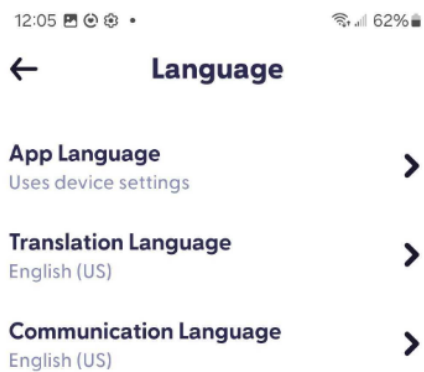 12:05 62%
Language
App Language
Uses device settings
Translation Language
English (US)
Communication Language
English (US)